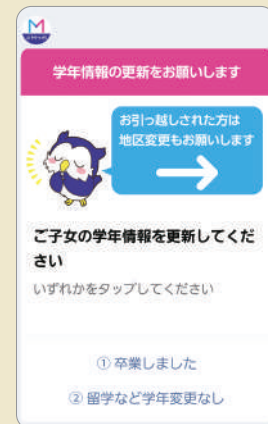 M
学年情報の更新をお願いします
お引っ越しされた方は
地区変更もお願いします
ご子女の学年情報を更新してくだ
さい
いずれかをタップしてください
① 卒業しました
② 留学など学年変更なし